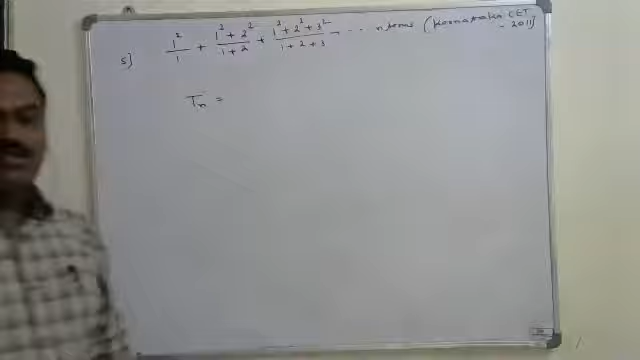 5] 1²/1 + 1²+2²/1+2 + 1²+2²+3²/1+2+3 - ... n terms (Karnataka CET - 2011)
Tn =